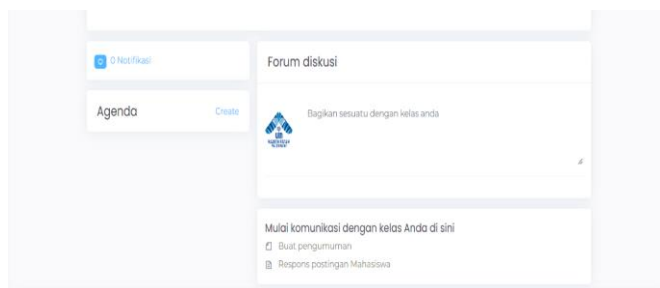 0 Notifikasi
Agenda
Create
Forum diskusi
Bagikan sesuatu dengan kelas anda
UIN
Mulai komunikasi dengan kelas Anda di sini
Buat pengumuman
Respons postingan Mahasiswa